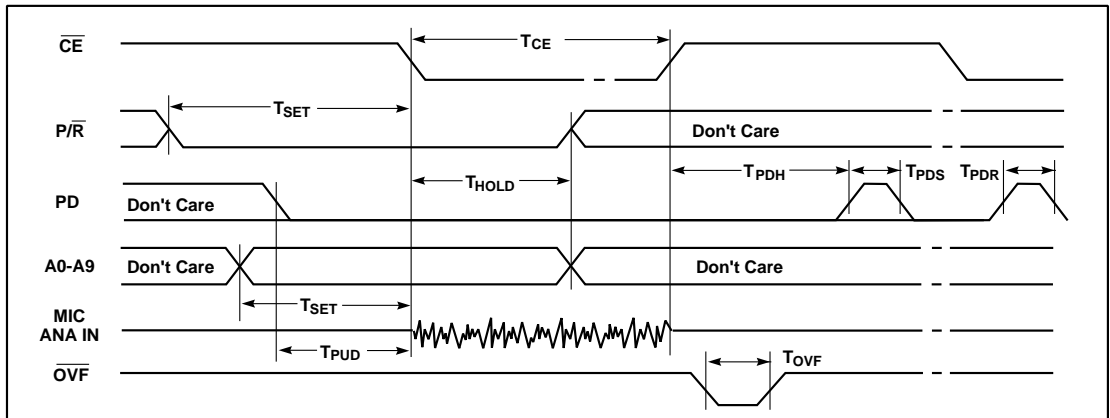 CE
T_CE
T_SET
P/R
Don't Care
T_HOLD
T_PDH
T_PDS
T_PDR
PD
Don't Care
A0-A9
Don't Care
Don't Care
T_SET
MIC
ANA IN
T_PUD
T_OVF
OVF